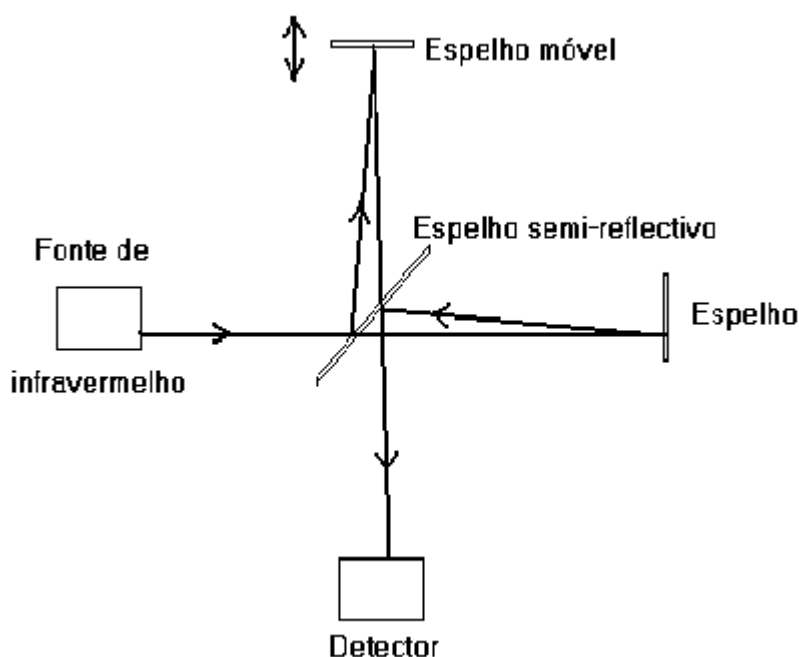 Espelho móvel
Espelho semi-reflectivo
Fonte de
infravermelho
Espelho
Detector